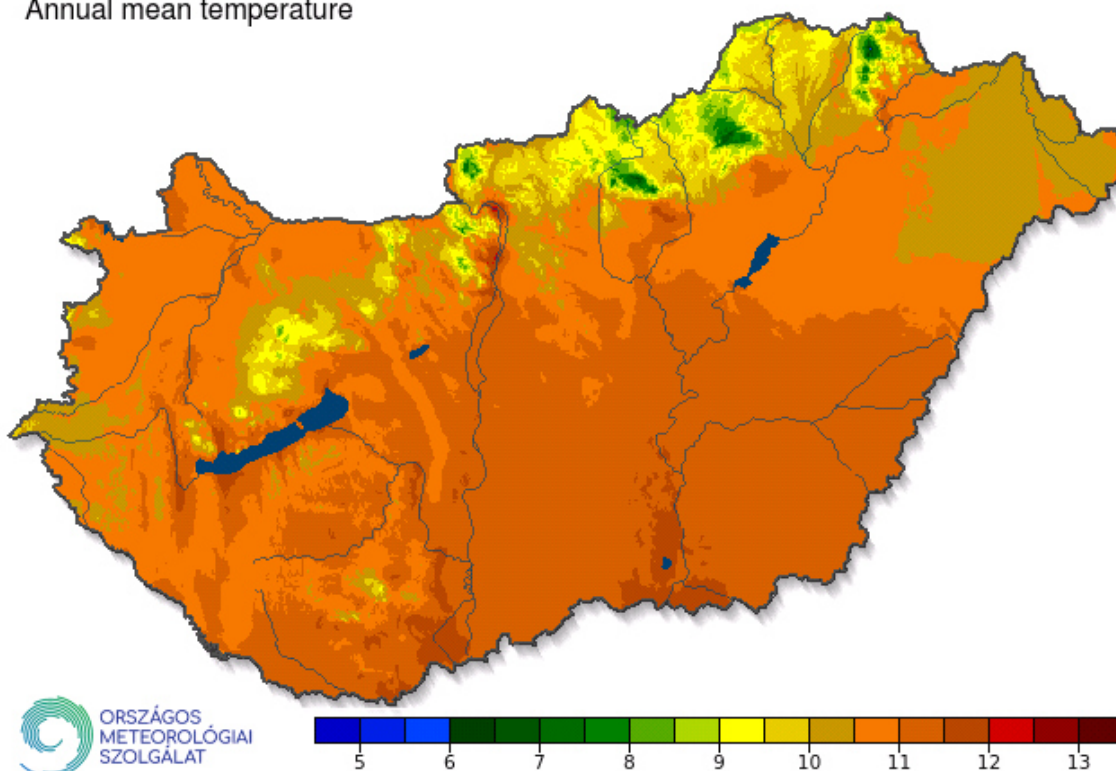 Annual mean temperature
ORSZÁGOS
METEOROLÓGIAI
SZOLGÁLAT
5 6 7 8 9 10 11 12 13